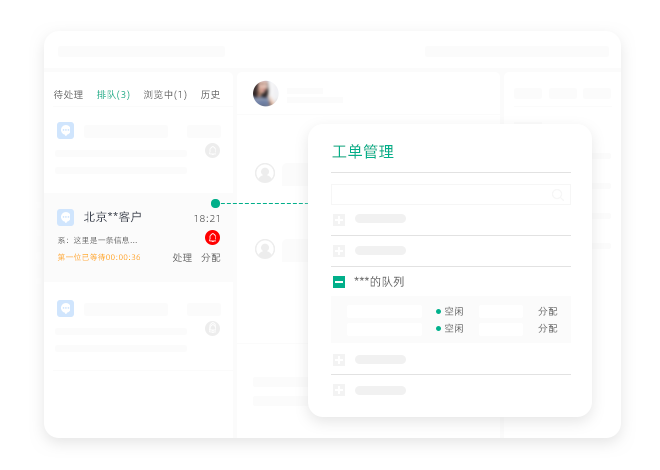 待处理 排队(3) 浏览中(1) 历史
北京**客户 18:21
系：这里是一条信息...
第一位已等待00:00:36 处理 分配
工单管理
***的队列
空闲 分配
空闲 分配